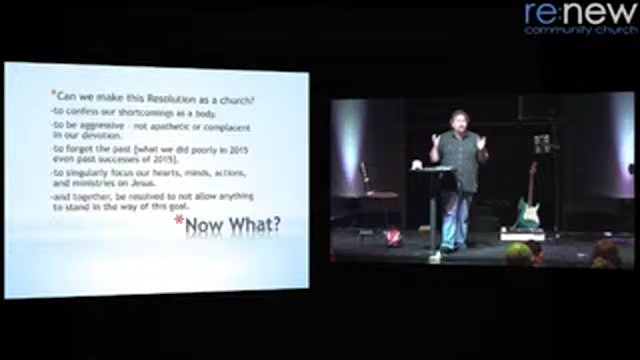 re:new
community church
*Can we make this Resolution as a church?
-to confess our shortcomings as a body.
-to be aggressive - not apathetic or complacent
in our devotion.
-to forget the past [what we did poorly in 2015
even past successes of 2015].
-to singularly focus our hearts, minds, actions,
and ministries on Jesus.
-and together, be resolved to not allow anything
to stand in the way of this goal.
*Now What?